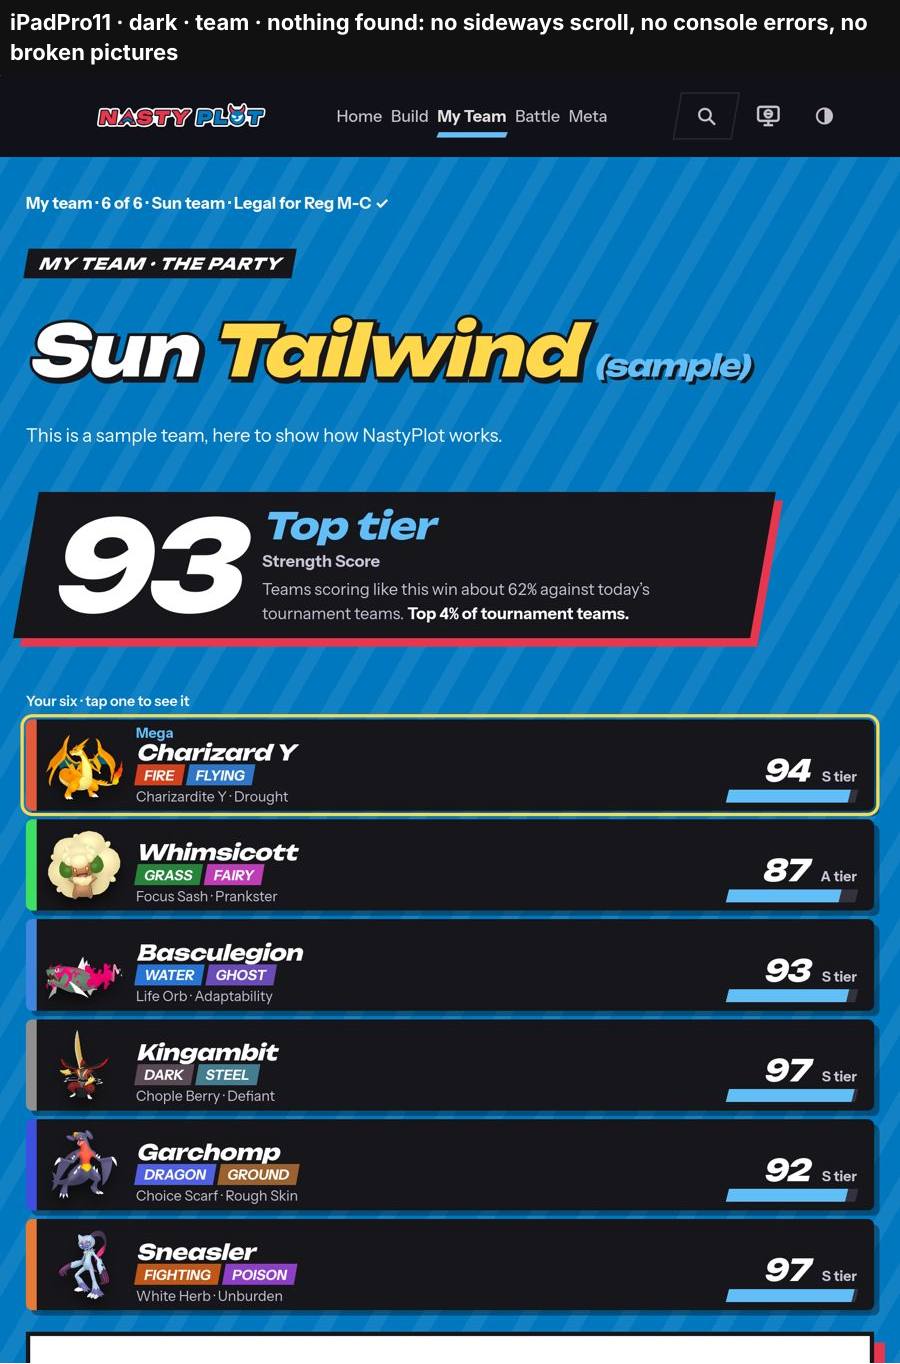 iPadPro11 · dark · team · nothing found: no sideways scroll, no console errors, no
broken pictures
NASTY PLOT
Home Build My Team Battle Meta
My team · 6 of 6 · Sun team · Legal for Reg M-C ✓
MY TEAM · THE PARTY
Sun Tailwind (sample)
This is a sample team, here to show how NastyPlot works.
93
Top tier
Strength Score
Teams scoring like this win about 62% against today's
tournament teams. Top 4% of tournament teams.
Your six · tap one to see it
Mega
Charizard Y
FIRE FLYING
Charizardite Y · Drought
94 S tier
Whimsicott
GRASS FAIRY
Focus Sash · Prankster
87 A tier
Basculegion
WATER GHOST
Life Orb · Adaptability
93 S tier
Kingambit
DARK STEEL
Chople Berry · Defiant
97 S tier
Garchomp
DRAGON GROUND
Choice Scarf · Rough Skin
92 S tier
Sneasler
FIGHTING POISON
White Herb · Unburden
97 S tier